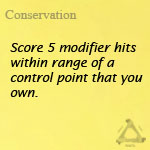 Conservation
Score 5 modifier hits
within range of a
control point that you
own.